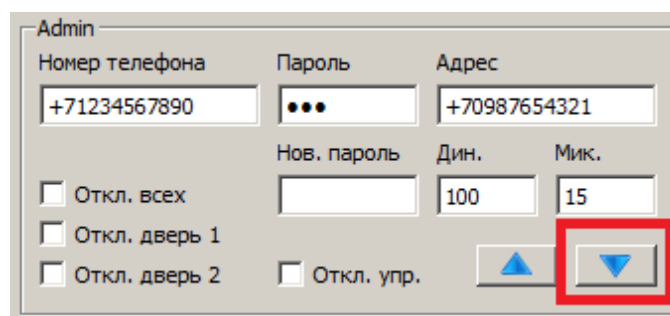 Admin
Номер телефона Пароль Адрес
+71234567890 ●●● +70987654321
Нов. пароль Дин. Мик.
Откл. всех 100 15
Откл. дверь 1
Откл. дверь 2 Откл. упр.